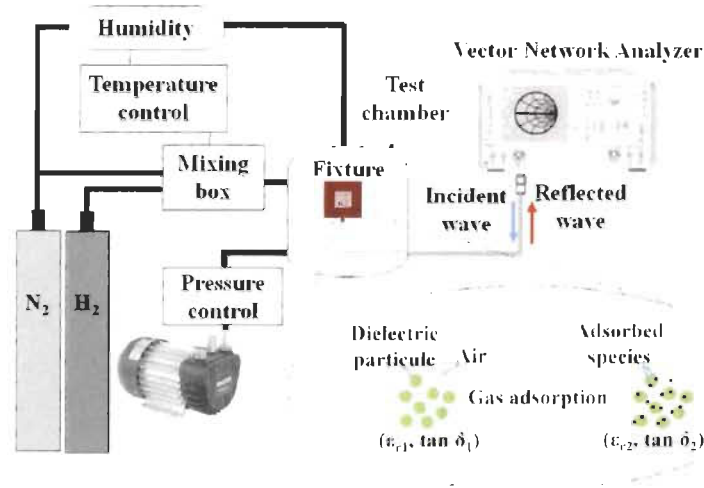 Humidity
Vector Network Analyzer
Temperature
control
Test
chamber
Mixing
box
Fixture
Incident
wave
Reflected
wave
N₂
H₂
Pressure
control
Dielectric
particule
Air
Adsorbed
species
Gas adsorption
(εr1, tan δ1)
(εr2, tan δ2)